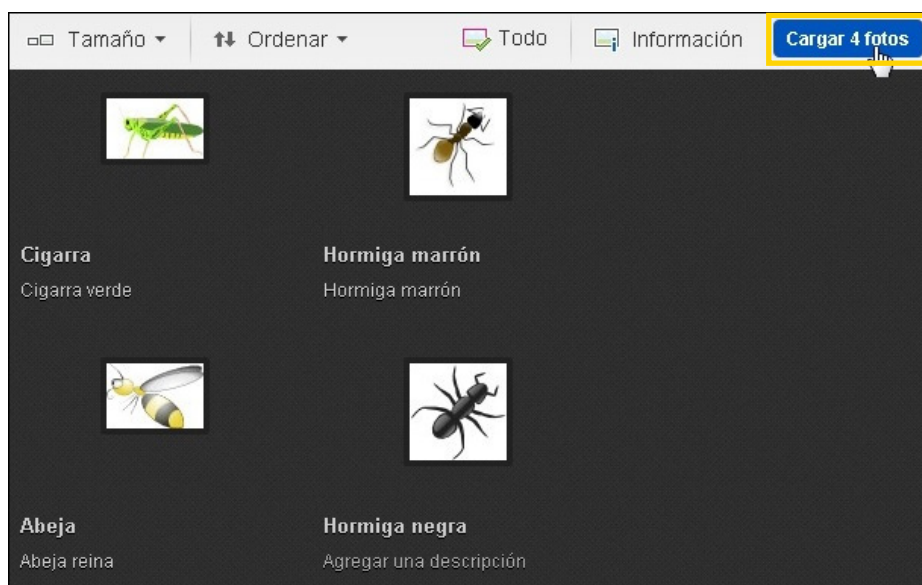 Tamaño Ordenar Todo Información Cargar 4 fotos
Cigarra Hormiga marrón
Cigarra verde Hormiga marrón
Abeja Hormiga negra
Abeja reina Agregar una descripción